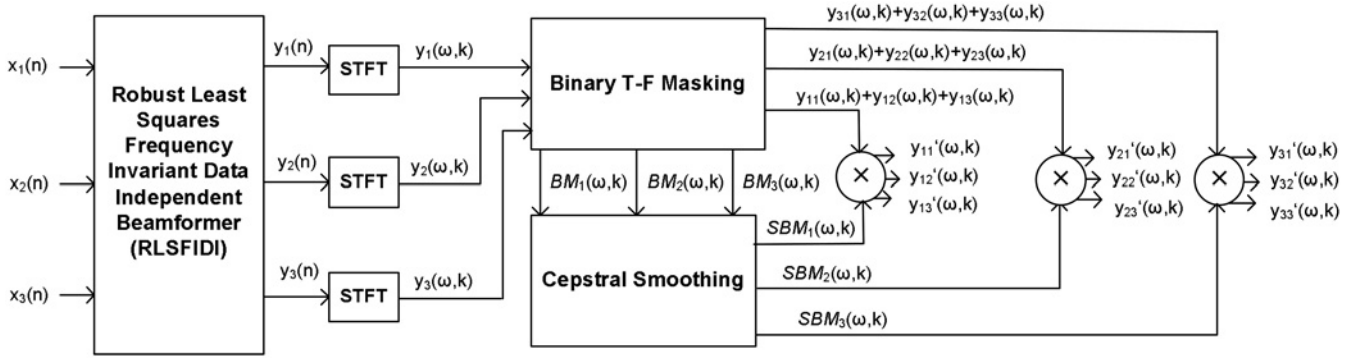 x1(n)
x2(n)
x3(n)
Robust Least
Squares
Frequency
Invariant Data
Independent
Beamformer
(RLSFIDI)
y1(n)
y2(n)
y3(n)
STFT
STFT
STFT
y1(ω,k)
y2(ω,k)
y3(ω,k)
Binary T-F Masking
BM1(ω,k)
BM2(ω,k)
BM3(ω,k)
Cepstral Smoothing
y31(ω,k)+y32(ω,k)+y33(ω,k)
y21(ω,k)+y22(ω,k)+y23(ω,k)
y11(ω,k)+y12(ω,k)+y13(ω,k)
SBM1(ω,k)
SBM2(ω,k)
SBM3(ω,k)
×
y11'(ω,k)
y12'(ω,k)
y13'(ω,k)
×
y21'(ω,k)
y22'(ω,k)
y23'(ω,k)
×
y31'(ω,k)
y32'(ω,k)
y33'(ω,k)